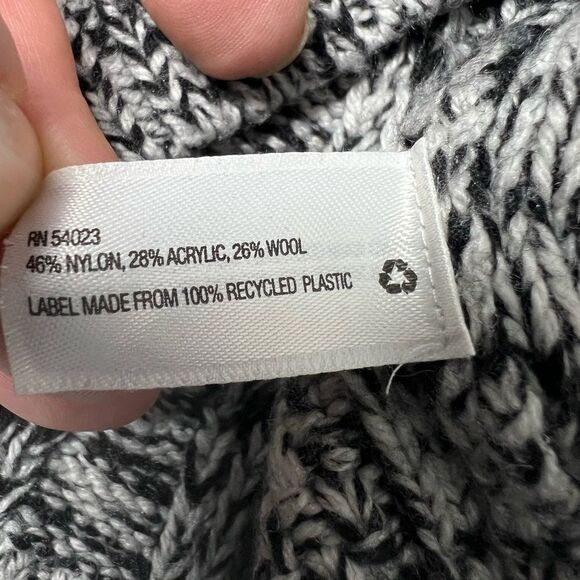 RN 54023
46% NYLON, 28% ACRYLIC, 26% WOOL
LABEL MADE FROM 100% RECYCLED PLASTIC